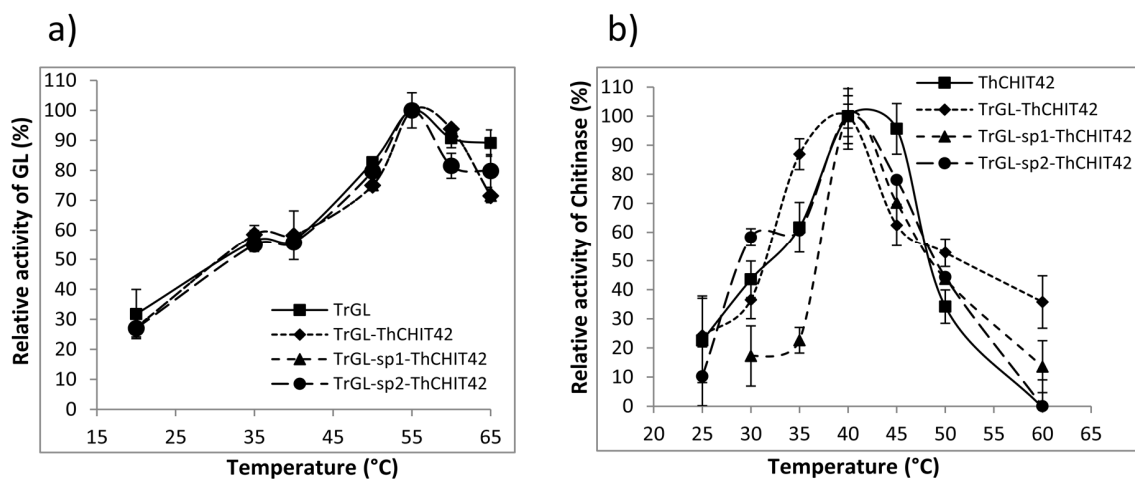 a)
Relative activity of GL (%)
110
100
90
80
70
60
50
40
30
20
10
0
15 25 35 45 55 65
Temperature (°C)
TrGL
TrGL-ThCHIT42
TrGL-sp1-ThCHIT42
TrGL-sp2-ThCHIT42
b)
Relative activity of Chitinase (%)
110
100
90
80
70
60
50
40
30
20
10
0
20 25 30 35 40 45 50 55 60 65
Temperature (°C)
ThCHIT42
TrGL-ThCHIT42
TrGL-sp1-ThCHIT42
TrGL-sp2-ThCHIT42